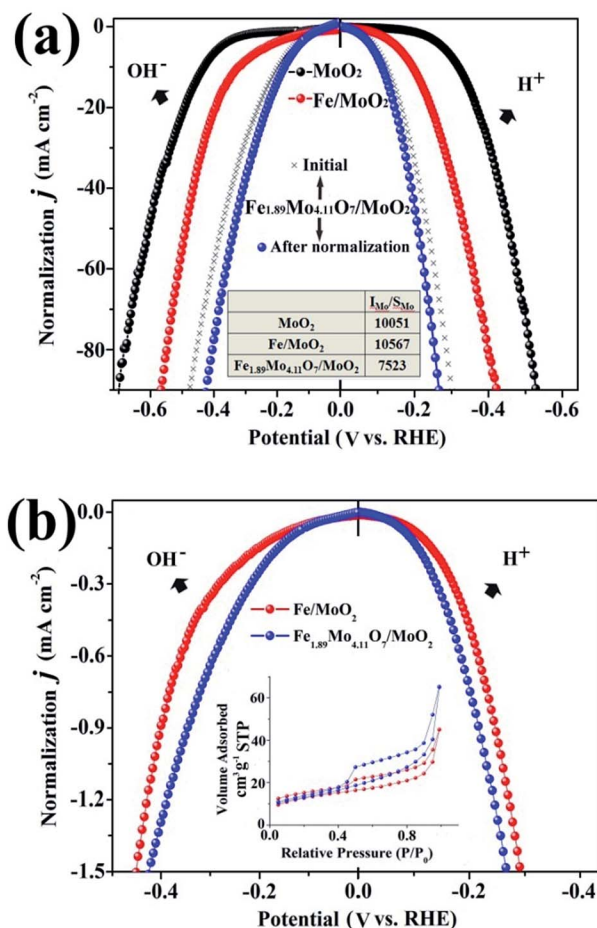 (a)
OH-
H+
MoO2
Fe/MoO2
Initial
Fe1.89Mo4.11O7/MoO2
After normalization
IMo/SMo
MoO2 10051
Fe/MoO2 10567
Fe1.89Mo4.11O7/MoO2 7523
Normalization j (mA cm-2)
0
-20
-40
-60
-80
-0.6 -0.4 -0.2 0.0 -0.2 -0.4 -0.6
Potential (V vs. RHE)
(b)
OH-
H+
Fe/MoO2
Fe1.89Mo4.11O7/MoO2
Normalization j (mA cm-2)
0.0
-0.3
-0.6
-0.9
-1.2
-1.5
Volume Adsorbed
cm3g-1 STP
60
40
20
0
0.0 0.4 0.8
Relative Pressure (P/P0)
-0.4 -0.2 0.0 -0.2 -0.4
Potential (V vs. RHE)